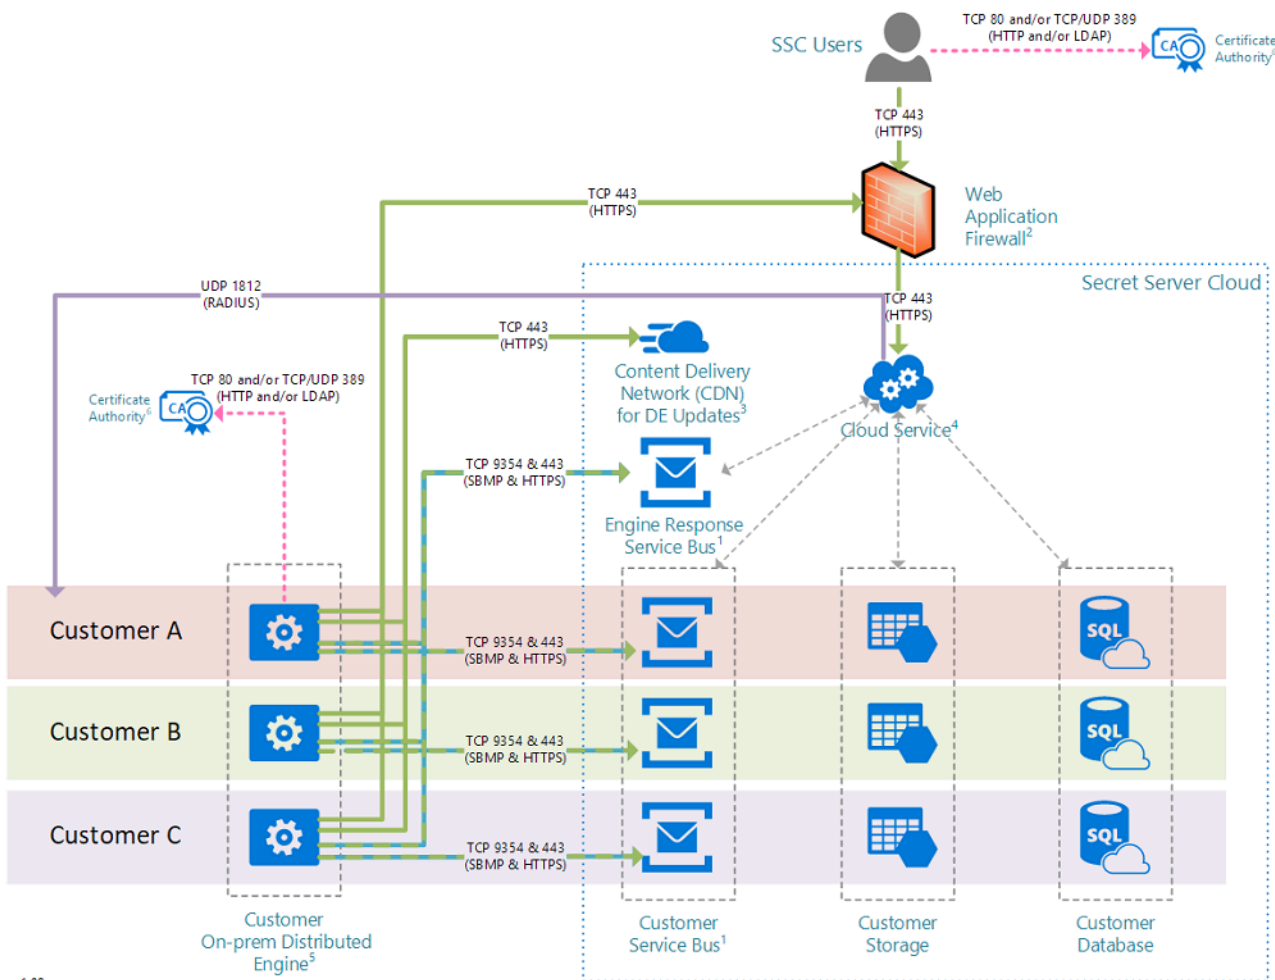 TCP 80 and/or TCP/UDP 389
(HTTP and/or LDAP)
SSC Users
CA
Certificate
Authority⁶
TCP 443
(HTTPS)
TCP 443
(HTTPS)
Web
Application
Firewall²
Secret Server Cloud
UDP 1812
(RADIUS)
TCP 443
(HTTPS)
TCP 443
(HTTPS)
Content Delivery
Network (CDN)
for DE Updates³
Cloud Service⁴
TCP 80 and/or TCP/UDP 389
(HTTP and/or LDAP)
Certificate
Authority⁶
CA
TCP 9354 & 443
(SBMP & HTTPS)
Engine Response
Service Bus¹
Customer A
TCP 9354 & 443
(SBMP & HTTPS)
SQL
Customer B
TCP 9354 & 443
(SBMP & HTTPS)
SQL
Customer C
TCP 9354 & 443
(SBMP & HTTPS)
SQL
Customer
On-prem Distributed
Engine⁵
Customer
Service Bus¹
Customer
Storage
Customer
Database